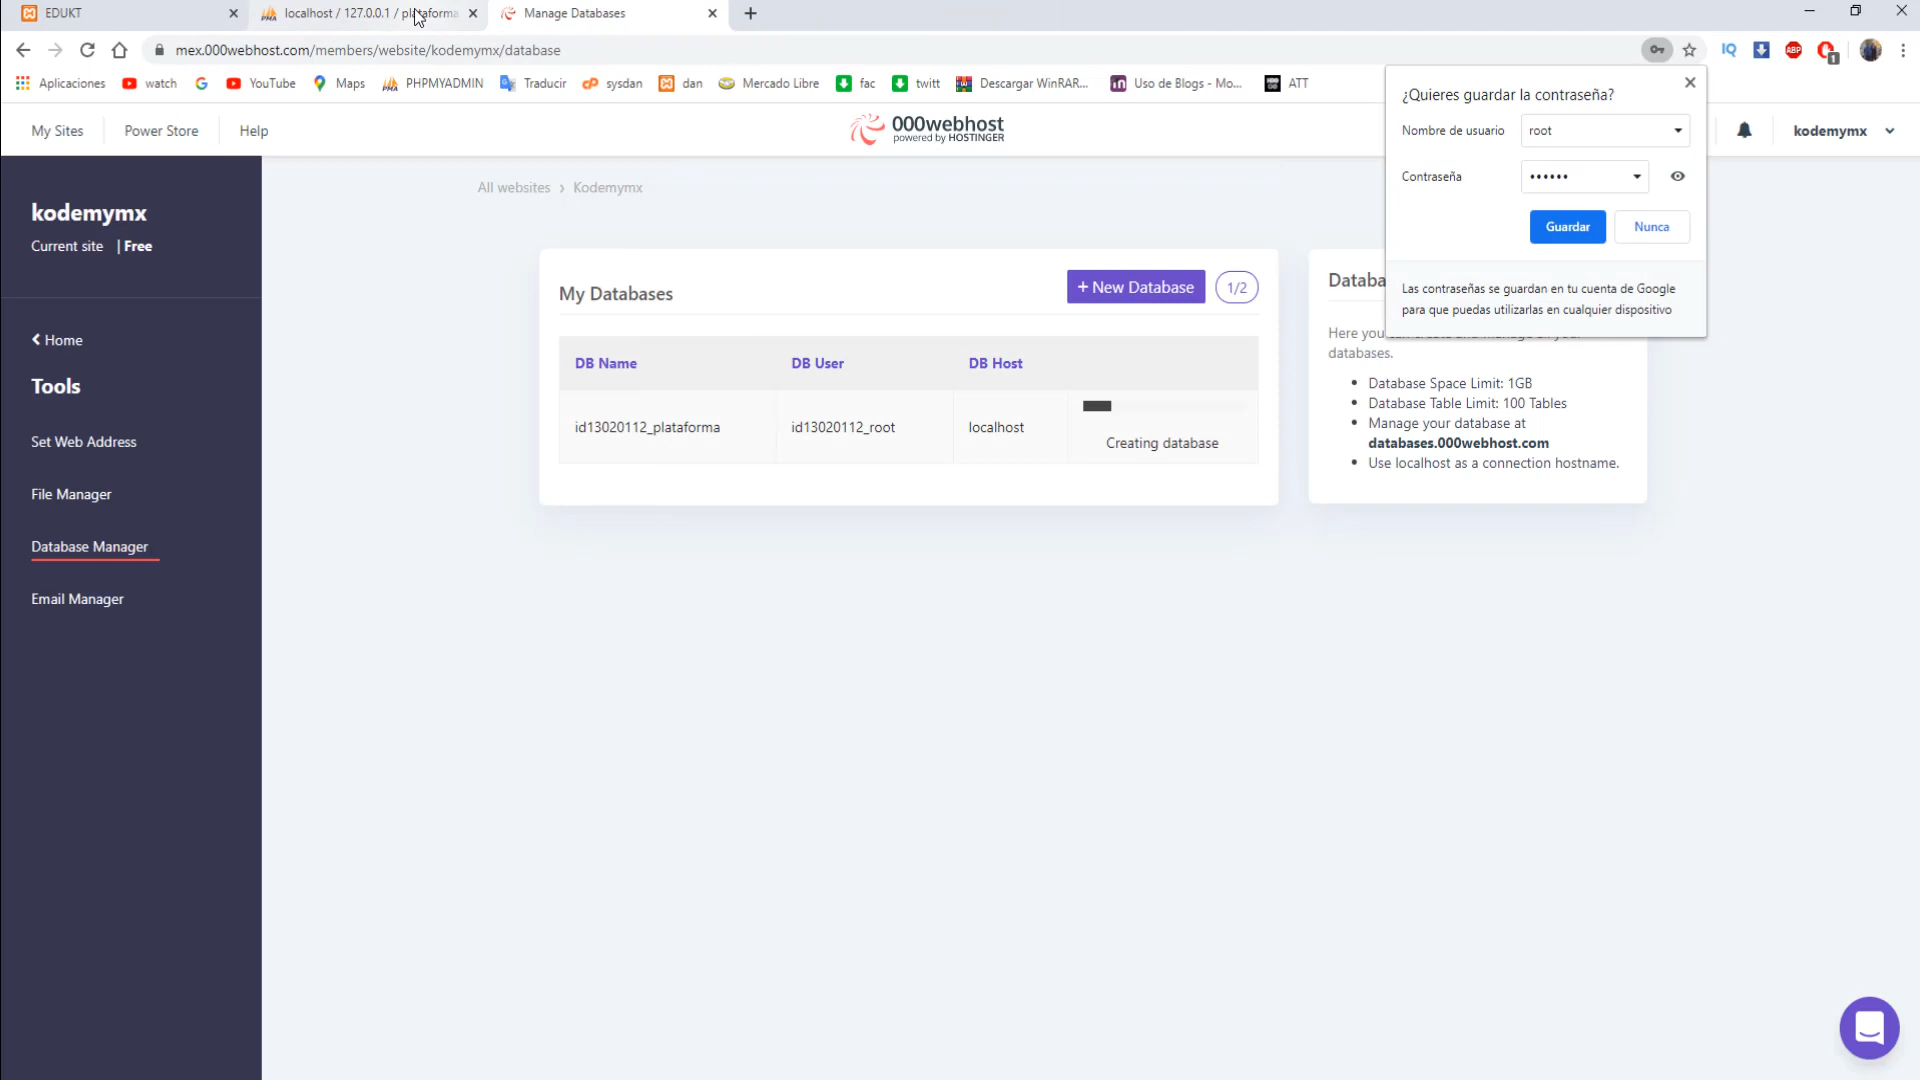 EDUKT
localhost / 127.0.0.1 / plataforma
Manage Databases
mex.000webhost.com/members/website/kodemymx/database
Aplicaciones
watch
YouTube
Maps
PHPMYADMIN
Traducir
sysdan
dan
Mercado Libre
fac
twitt
Descargar WinRAR...
Uso de Blogs - Mo...
ATT
IQ
ABP
1
¿Quieres guardar la contraseña?
Nombre de usuario
root
Contraseña
••••••
Guardar
Nunca
Las contraseñas se guardan en tu cuenta de Google
para que puedas utilizarlas en cualquier dispositivo
My Sites
Power Store
Help
000webhost
powered by HOSTINGER
kodemymx
kodemymx
Current site | Free
Home
Tools
Set Web Address
File Manager
Database Manager
Email Manager
All websites › Kodemymx
My Databases
+ New Database
1/2
DB Name
DB User
DB Host
id13020112_plataforma
id13020112_root
localhost
Creating database
Databa
Here you
databases.
• Database Space Limit: 1GB
• Database Table Limit: 100 Tables
• Manage your database at
databases.000webhost.com
• Use localhost as a connection hostname.